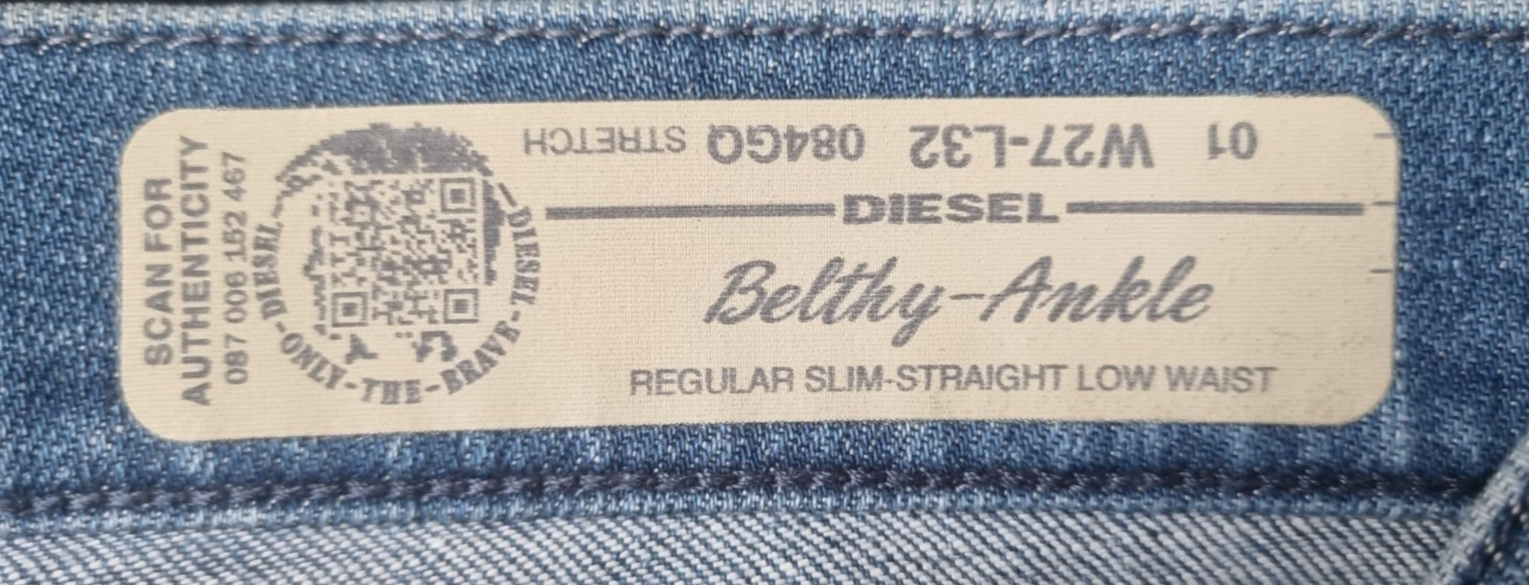 SCAN FOR
AUTHENTICITY
087 006 162 467
DIESEL-ONLY-THE-BRAVE-DIESEL
01 W27-L32 084GQ STRETCH
DIESEL
Belthy-Ankle
REGULAR SLIM-STRAIGHT LOW WAIST